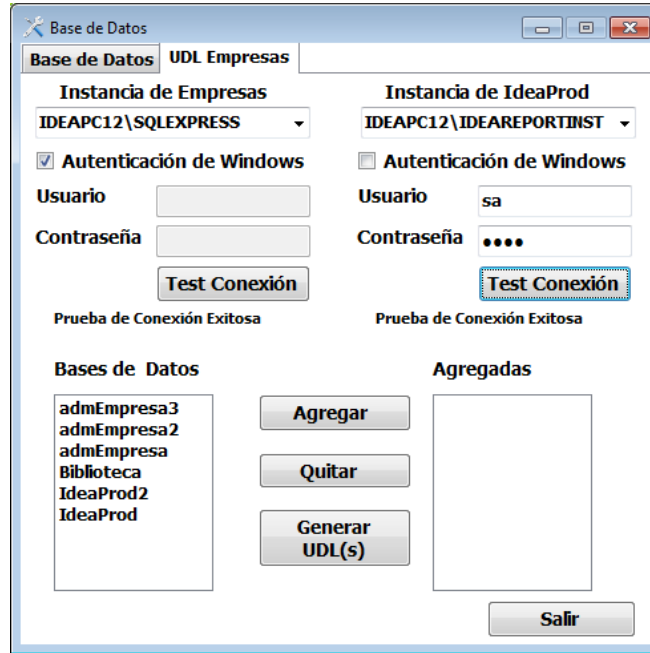 Base de Datos
Base de Datos UDL Empresas
Instancia de Empresas
IDEAPC12\SQLEXPRESS
Autenticación de Windows
Usuario
Contraseña
Test Conexión
Prueba de Conexión Exitosa
Instancia de IdeaProd
IDEAPC12\IDEAREPORTINST
Autenticación de Windows
Usuario sa
Contraseña ●●●●
Test Conexión
Prueba de Conexión Exitosa
Bases de Datos
admEmpresa3
admEmpresa2
admEmpresa
Biblioteca
IdeaProd2
IdeaProd
Agregar
Quitar
Generar
UDL(s)
Agregadas
Salir